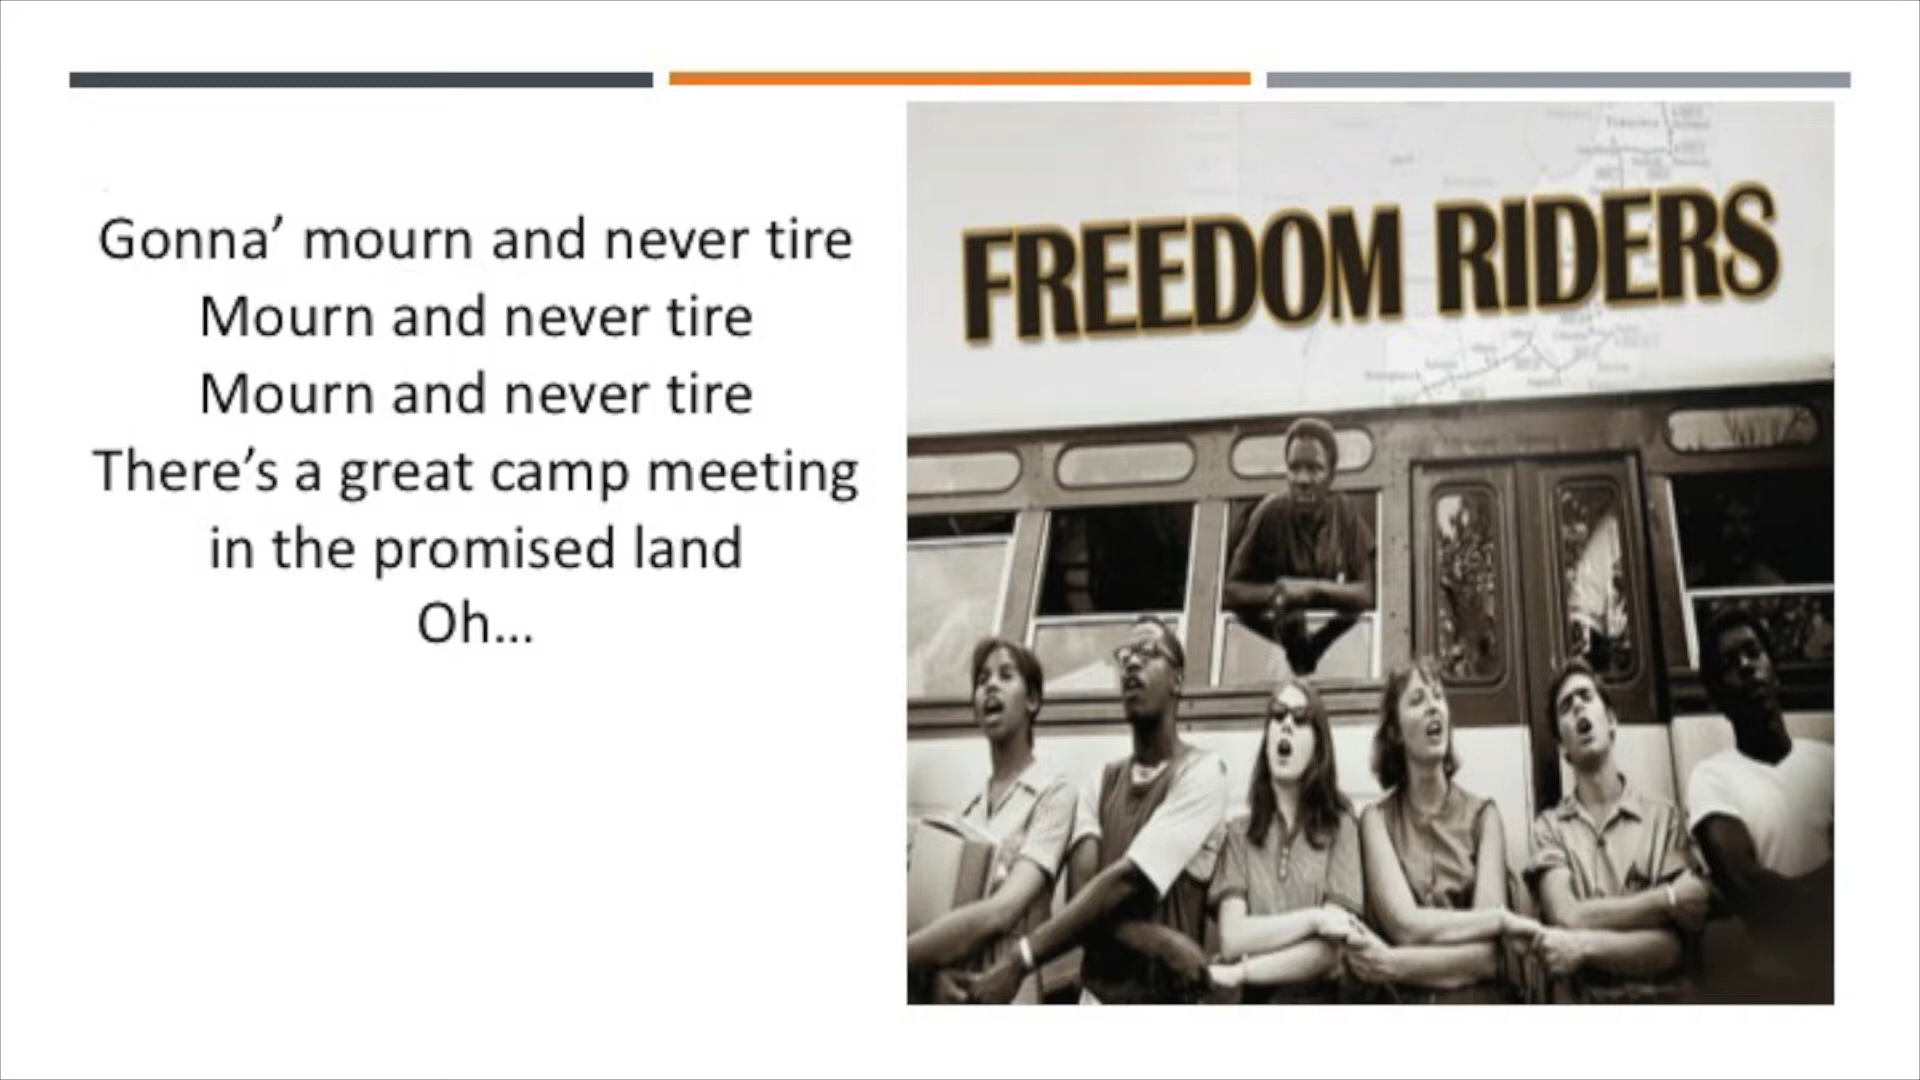 Gonna’ mourn and never tire
Mourn and never tire
Mourn and never tire
There’s a great camp meeting
in the promised land
Oh…
FREEDOM RIDERS